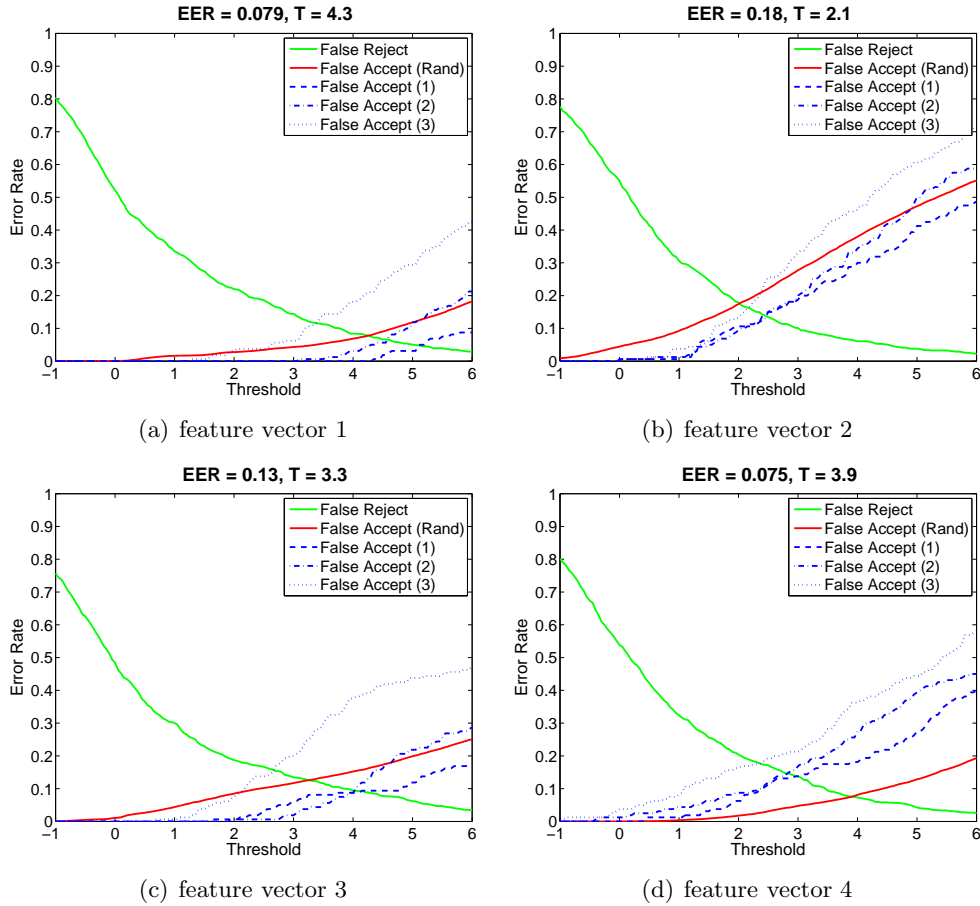 EER = 0.079, T = 4.3
1
0.9
0.8
0.7
0.6
0.5
0.4
0.3
0.2
0.1
0
Error Rate
False Reject
False Accept (Rand)
False Accept (1)
False Accept (2)
False Accept (3)
−1 0 1 2 3 4 5 6
Threshold
(a) feature vector 1
EER = 0.18, T = 2.1
1
0.9
0.8
0.7
0.6
0.5
0.4
0.3
0.2
0.1
0
Error Rate
False Reject
False Accept (Rand)
False Accept (1)
False Accept (2)
False Accept (3)
−1 0 1 2 3 4 5 6
Threshold
(b) feature vector 2
EER = 0.13, T = 3.3
1
0.9
0.8
0.7
0.6
0.5
0.4
0.3
0.2
0.1
0
Error Rate
False Reject
False Accept (Rand)
False Accept (1)
False Accept (2)
False Accept (3)
−1 0 1 2 3 4 5 6
Threshold
(c) feature vector 3
EER = 0.075, T = 3.9
1
0.9
0.8
0.7
0.6
0.5
0.4
0.3
0.2
0.1
0
Error Rate
False Reject
False Accept (Rand)
False Accept (1)
False Accept (2)
False Accept (3)
−1 0 1 2 3 4 5 6
Threshold
(d) feature vector 4